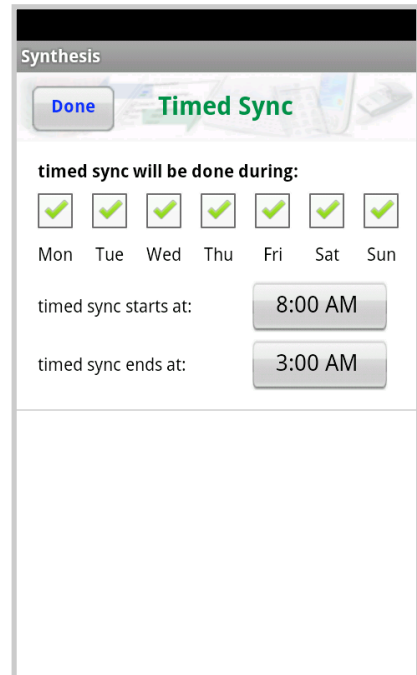 Synthesis
Done Timed Sync
timed sync will be done during:
Mon Tue Wed Thu Fri Sat Sun
timed sync starts at: 8:00 AM
timed sync ends at: 3:00 AM